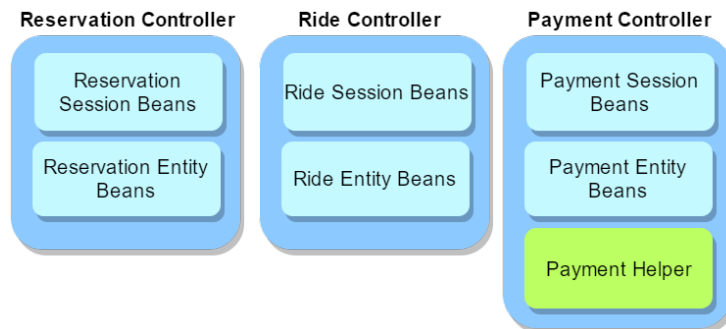 Reservation Controller
Ride Controller
Payment Controller
Reservation
Session Beans
Reservation Entity
Beans
Ride Session Beans
Ride Entity Beans
Payment Session
Beans
Payment Entity
Beans
Payment Helper